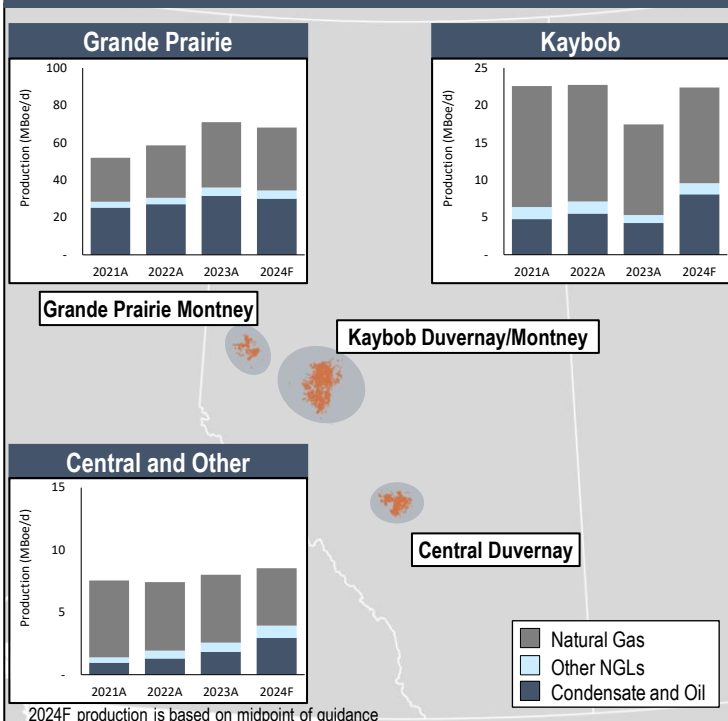 Grande Prairie
Production (MBoe/d)
100
80
60
40
20
-
2021A 2022A 2023A 2024F
Kaybob
Production (MBoe/d)
25
20
15
10
5
-
2021A 2022A 2023A 2024F
Grande Prairie Montney
Kaybob Duvernay/Montney
Central and Other
Production (MBoe/d)
15
10
5
-
2021A 2022A 2023A 2024F
Central Duvernay
Natural Gas
Other NGLs
Condensate and Oil
2024F production is based on midpoint of guidance